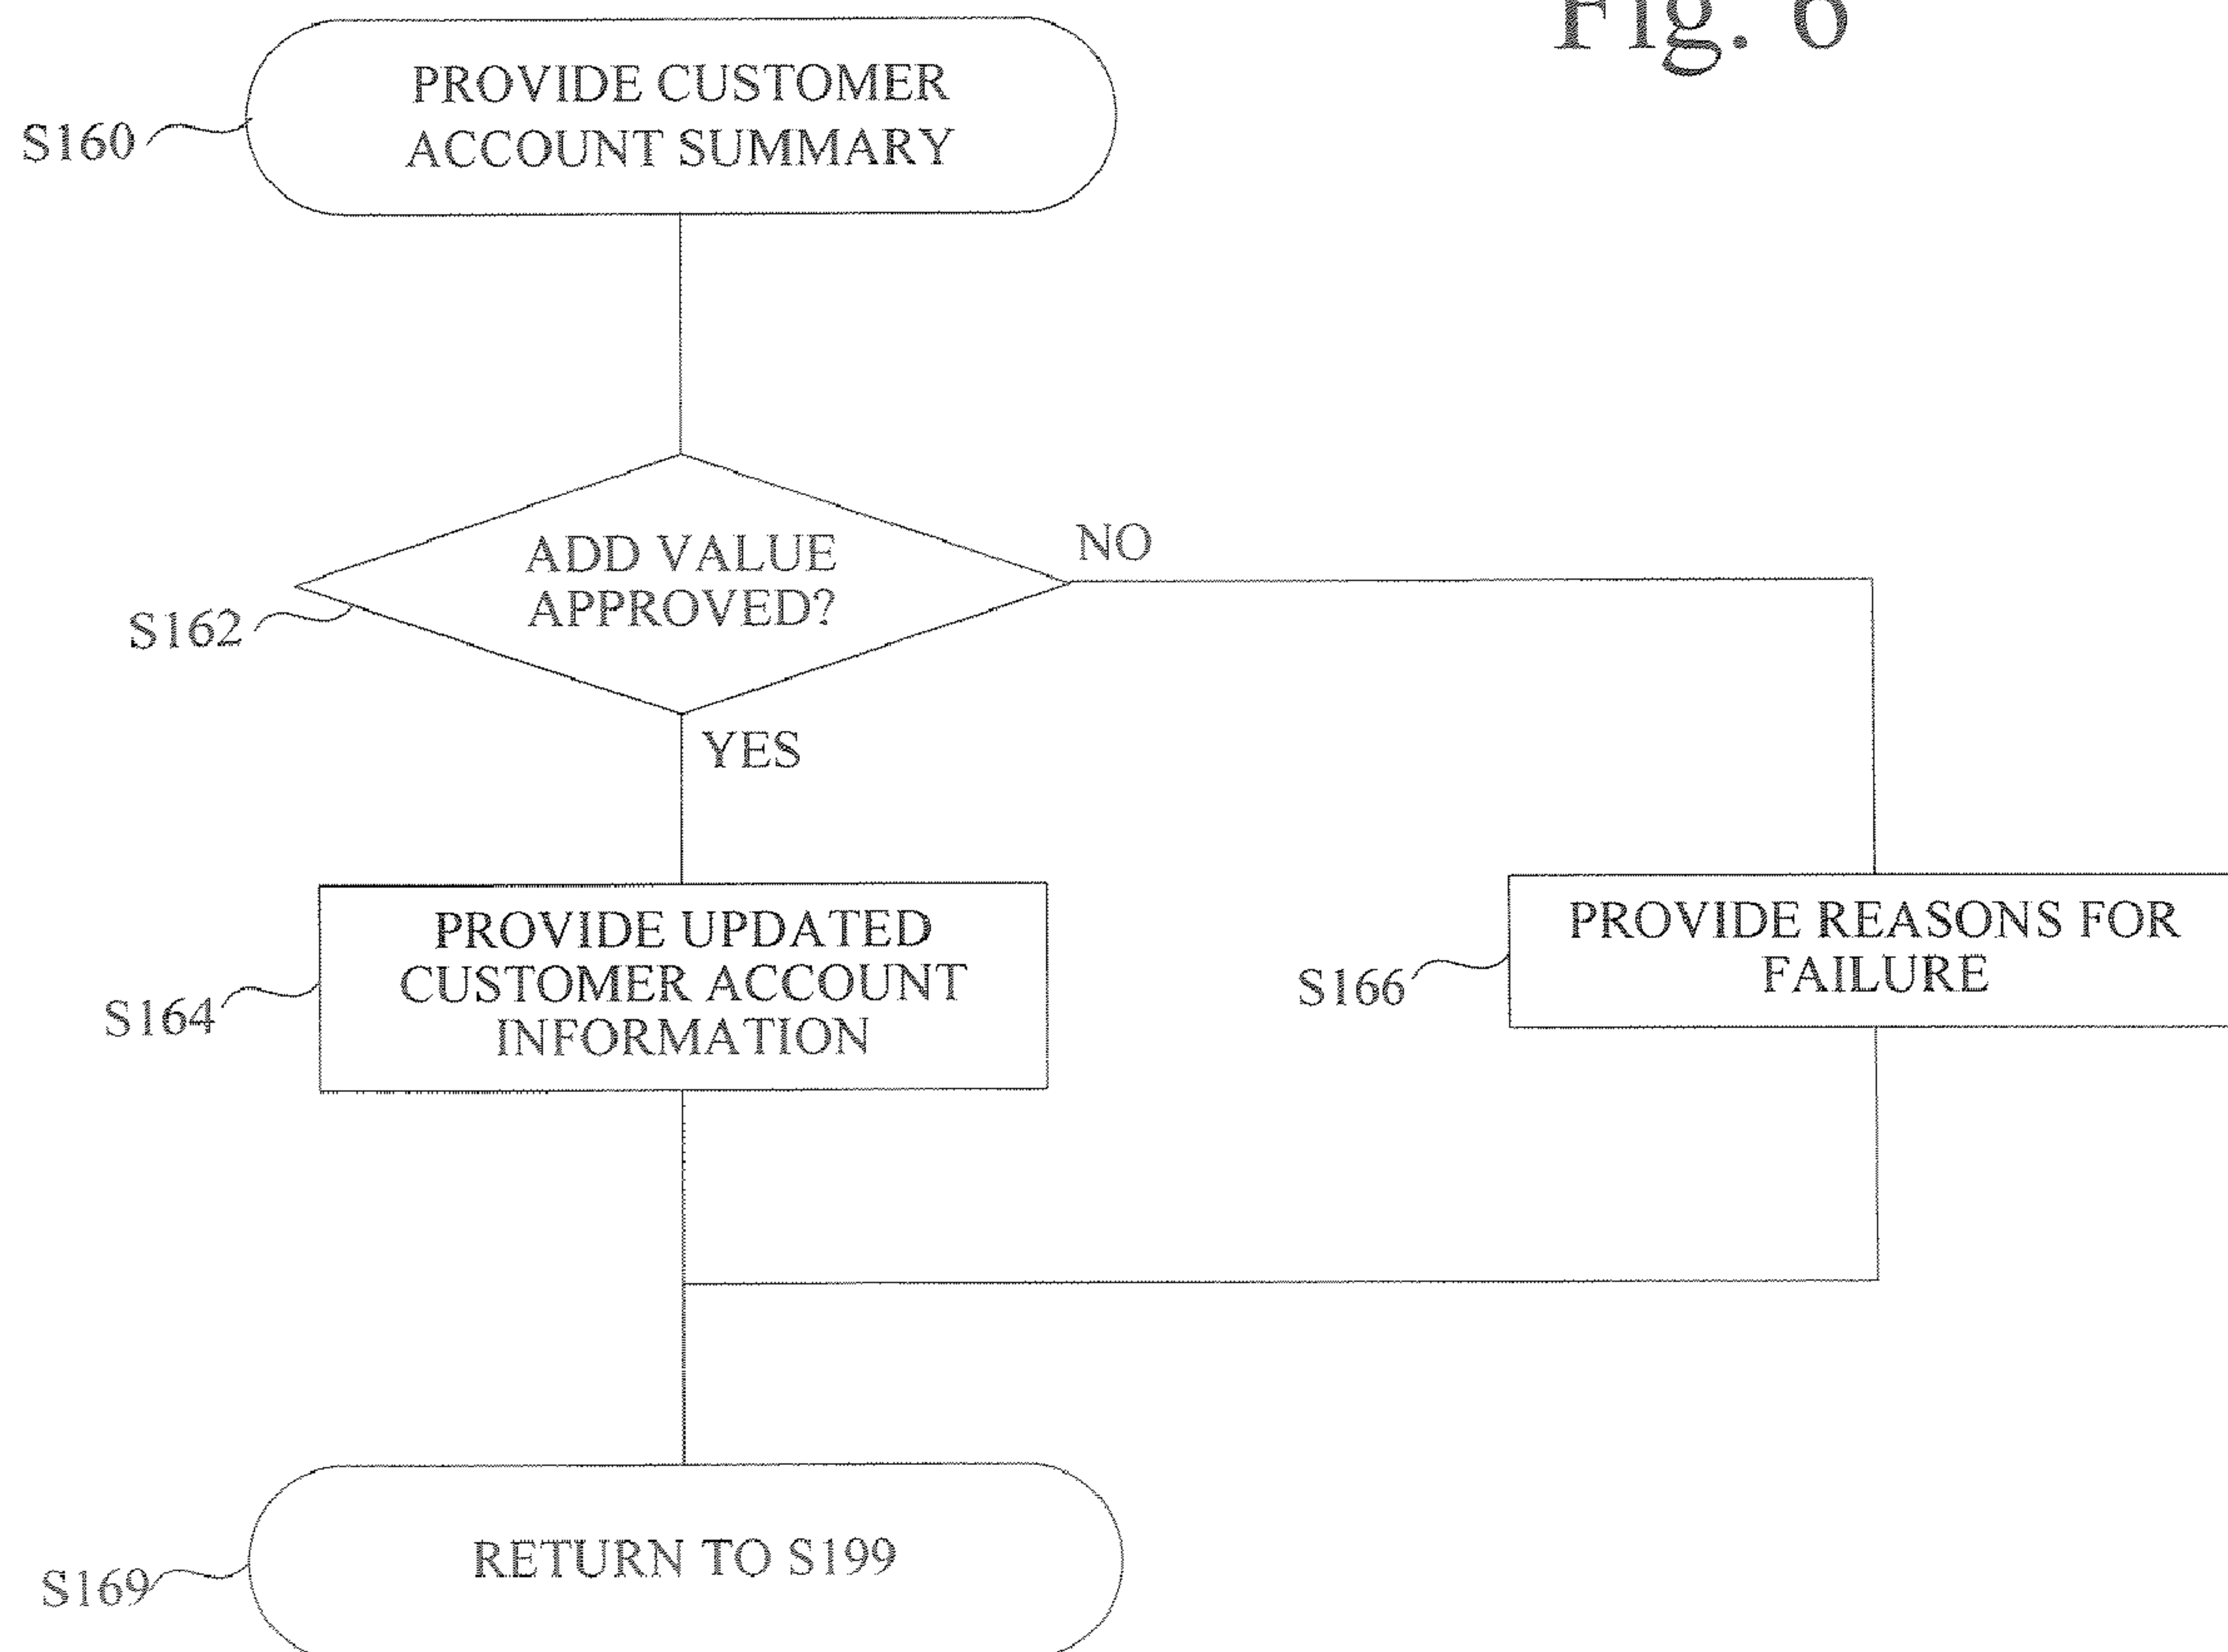 Fig. 6
PROVIDE CUSTOMER
ACCOUNT SUMMARY
S160
ADD VALUE
APPROVED?
NO
S162
YES
PROVIDE UPDATED
CUSTOMER ACCOUNT
INFORMATION
S164
PROVIDE REASONS FOR
FAILURE
S166
RETURN TO S199
S169